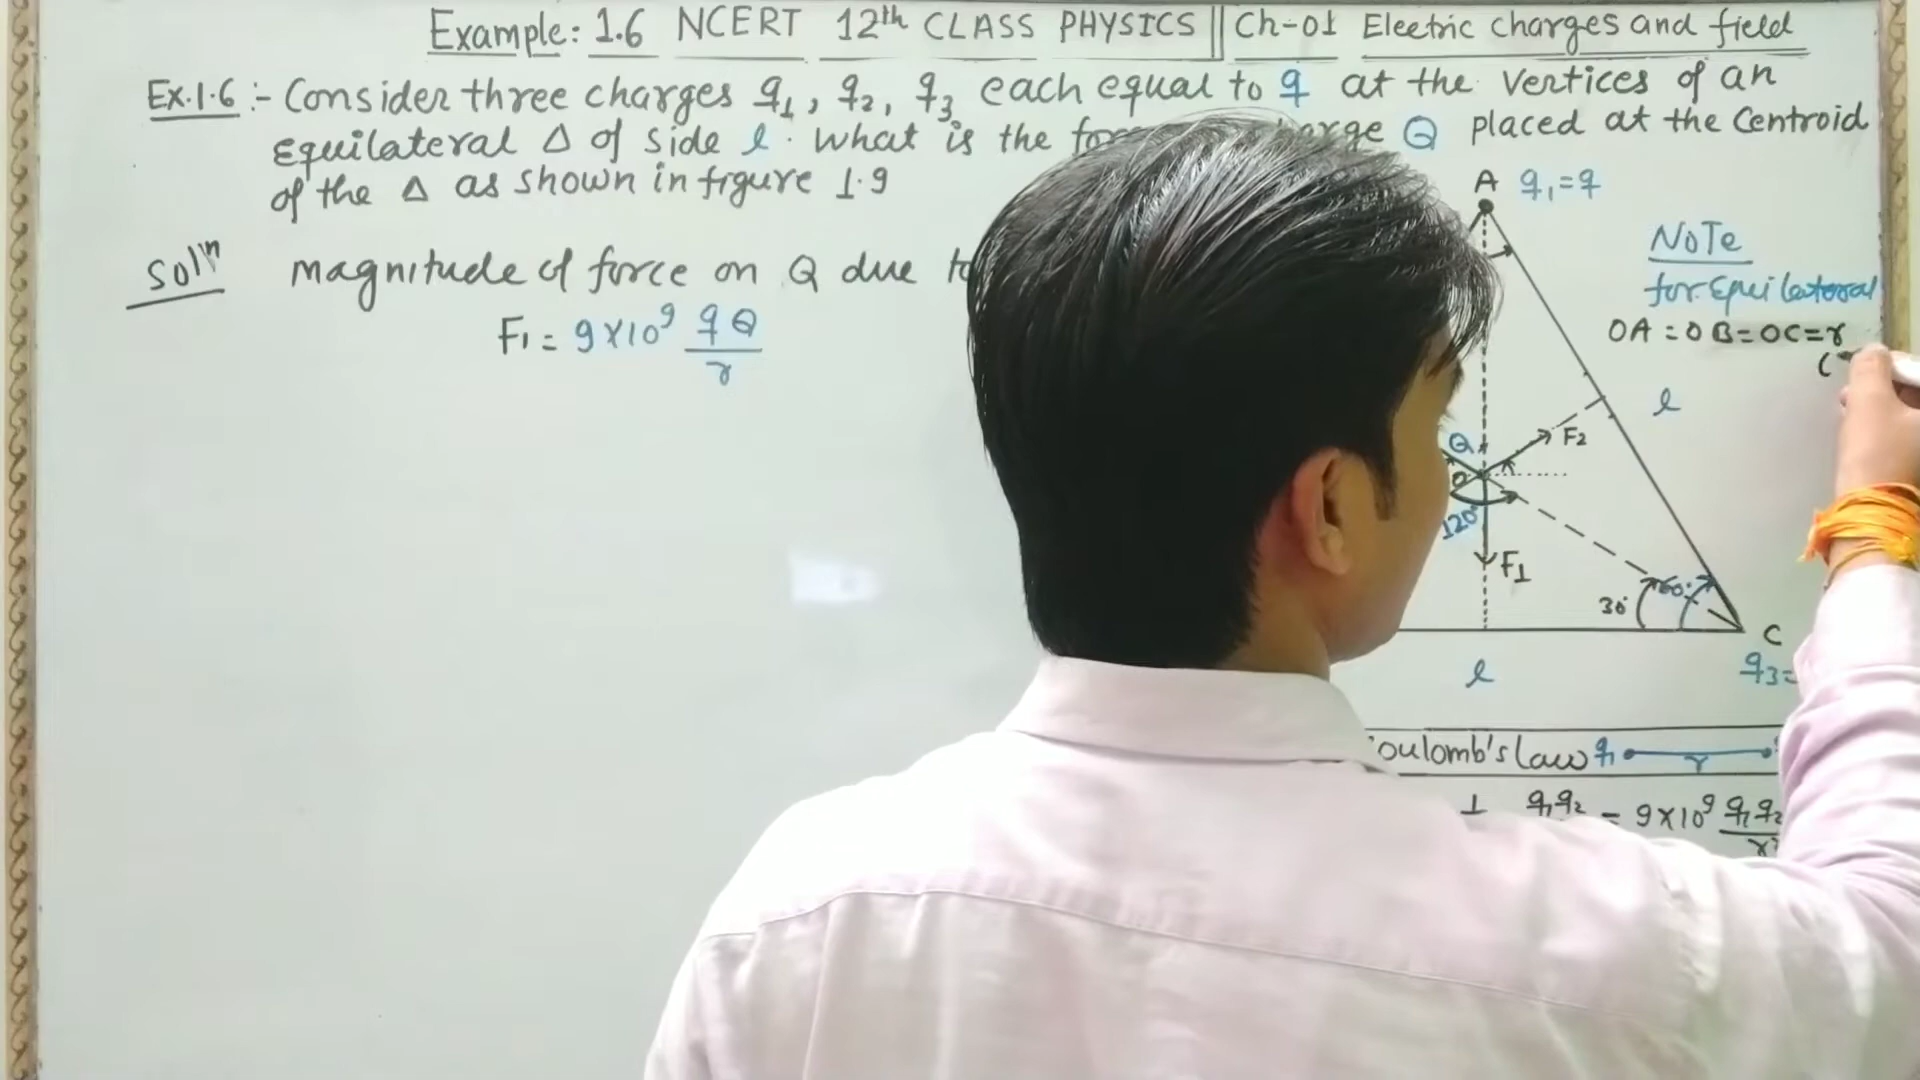 Example: 1.6 NCERT 12th CLASS PHYSICS || Ch-01 Electric charges and field
Ex.1.6:- Consider three charges q1, q2, q3 each equal to q at the vertices of an
equilateral Δ of side l. What is the Q placed at the Centroid
of the Δ as shown in figure 1.9
Soln magnitude of force on Q due
F1 = 9×10^9 qQ/r
A q1=q
NOTE
for equilateral
OA = OB = OC = r
(
l
Q
F2
O
120°
F1
30° 60°
C
l
q3=
oulomb's law q1 r
1 q1q2 = 9×10^9 q1q2